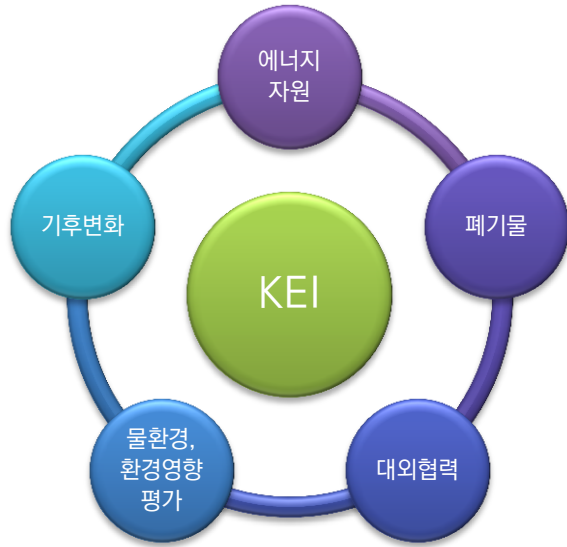 에너지
자원
기후변화
폐기물
KEI
물환경,
환경영향
평가
대외협력